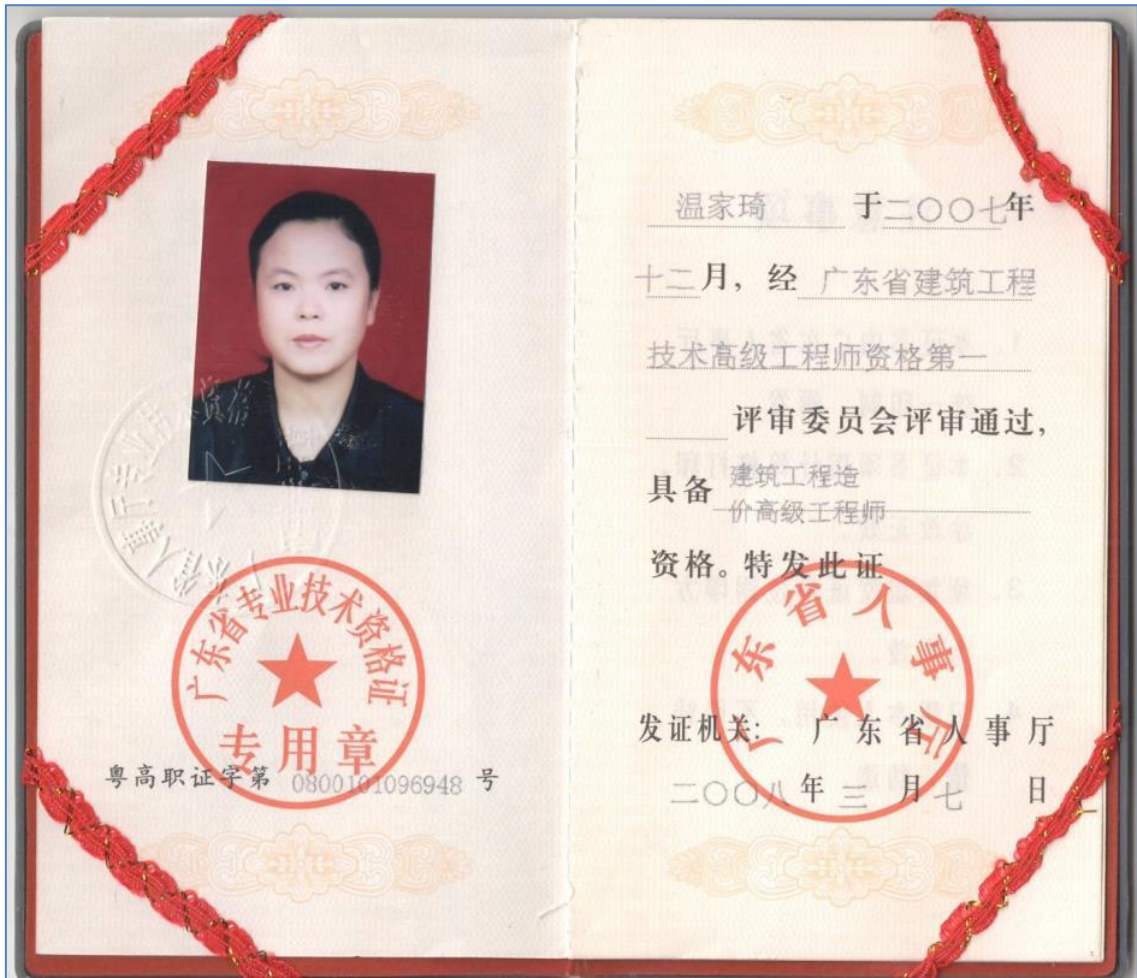 广东省专业技术资格证
专用章
粤高职证字第 0800101096948 号
温家琦 于二〇〇七年
十二月，经 广东省建筑工程
技术高级工程师资格第一
评审委员会评审通过，
具备 建筑工程造
价高级工程师
资格。特发此证
广东省人事厅
发证机关： 广东省人事厅
二〇〇八年三月七日